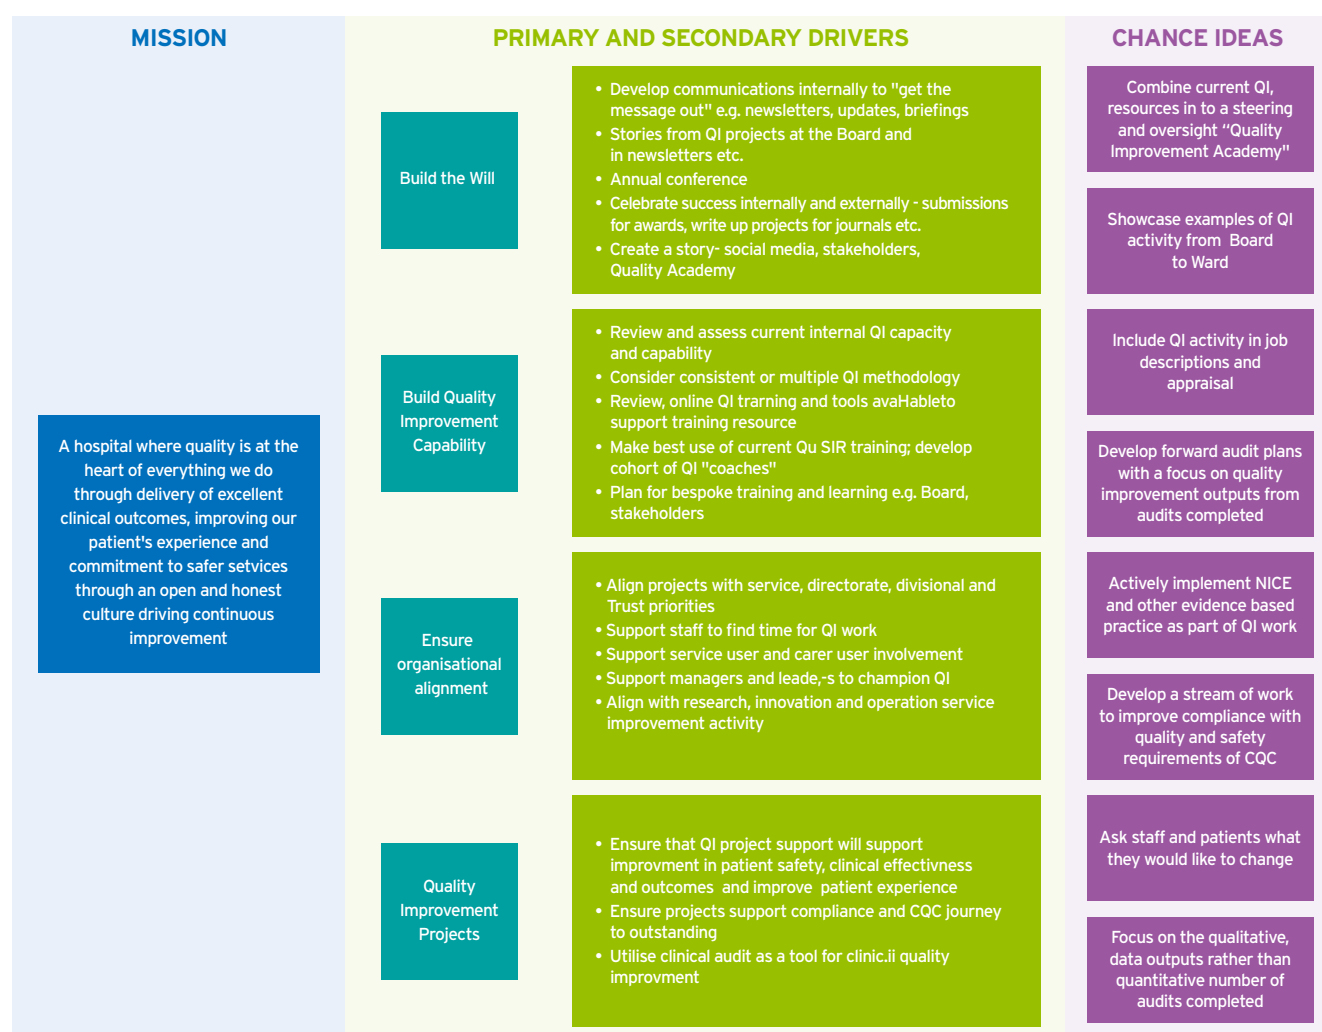 MISSION
PRIMARY AND SECONDARY DRIVERS
CHANCE IDEAS
A hospital where quality is at the
heart of everything we do
through delivery of excellent
clinical outcomes, improving our
patient's experience and
commitment to safer setvices
through an open and honest
culture driving continuous
improvement
Build the Will
• Develop communications internally to "get the
message out" e.g. newsletters, updates, briefings
• Stories from QI projects at the Board and
in newsletters etc.
• Annual conference
• Celebrate success internally and externally - submissions
for awards, write up projects for journals etc.
• Create a story- social media, stakeholders,
Quality Academy
Build Quality
Improvement
Capability
• Review and assess current internal QI capacity
and capability
• Consider consistent or multiple QI methodology
• Review, online QI trarning and tools avaHableto
support training resource
• Make best use of current Qu SIR training; develop
cohort of QI "coaches"
• Plan for bespoke training and learning e.g. Board,
stakeholders
Ensure
organisational
alignment
• Align projects with service, directorate, divisional and
Trust priorities
• Support staff to find time for QI work
• Support service user and carer user involvement
• Support managers and leade,-s to champion QI
• Align with research, innovation and operation service
improvement activity
Quality
Improvement
Projects
• Ensure that QI project support will support
improvment in patient safety, clinical effectivness
and outcomes and improve patient experience
• Ensure projects support compliance and CQC journey
to outstanding
• Utilise clinical audit as a tool for clinic.ii quality
improvment
Combine current QI,
resources in to a steering
and oversight “Quality
Improvement Academy"
Showcase examples of QI
activity from Board
to Ward
Include QI activity in job
descriptions and
appraisal
Develop forward audit plans
with a focus on quality
improvement outputs from
audits completed
Actively implement NICE
and other evidence based
practice as part of QI work
Develop a stream of work
to improve compliance with
quality and safety
requirements of CQC
Ask staff and patients what
they would like to change
Focus on the qualitative,
data outputs rather than
quantitative number of
audits completed